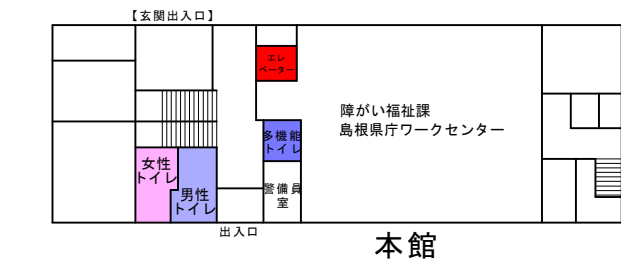 【玄関出入口】
エレ
ベーター
障がい福祉課
島根県庁ワークセンター
多機能
トイレ
女性
トイレ
男性
トイレ
警備員
室
出入口
本館